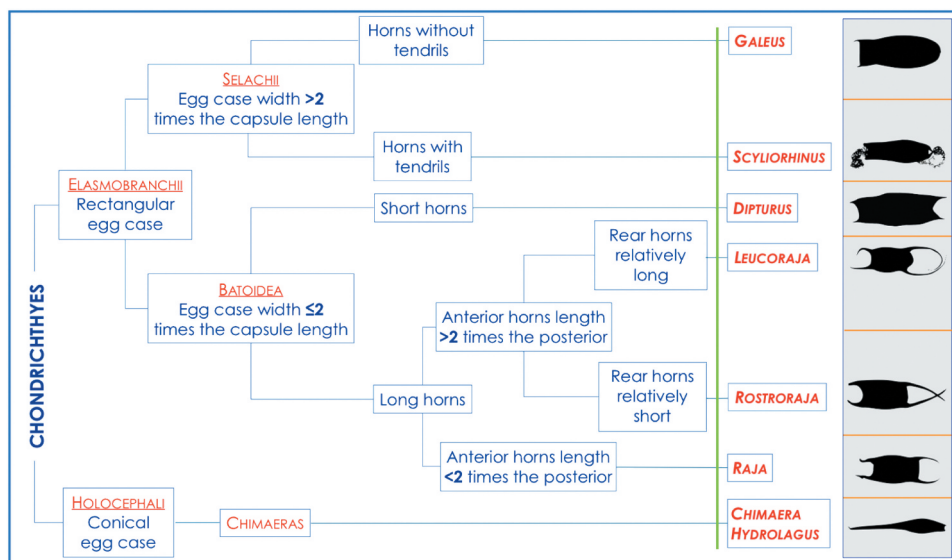 CHONDRICHTHYES
ELASMOBRANCHII
Rectangular
egg case
SELACHII
Egg case width >2
times the capsule length
Horns without
tendrils
GALEUS
Horns with
tendrils
SCYLIORHINUS
BATOIDEA
Egg case width ≤2
times the capsule length
Short horns
DIPTURUS
Long horns
Anterior horns length
>2 times the posterior
Rear horns
relatively
long
LEUCORAJA
Rear horns
relatively
short
ROSTRORAJA
Anterior horns length
<2 times the posterior
RAJA
HOLOCEPHALI
Conical
egg case
CHIMAERAS
CHIMAERA
HYDROLAGUS